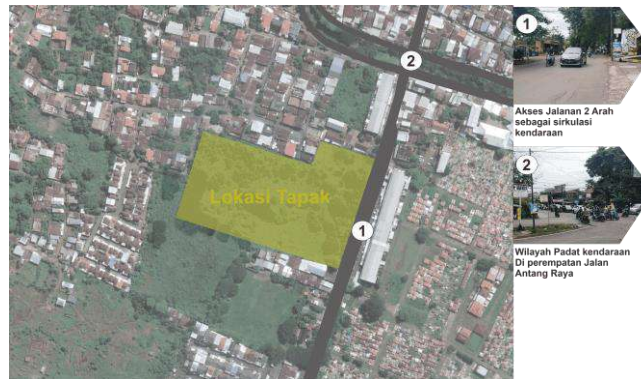 Lokasi Tapak
1
2
1
Akses Jalanan 2 Arah
sebagai sirkulasi
kendaraan
2
Wilayah Padat kendaraan
Di perempatan Jalan
Antang Raya